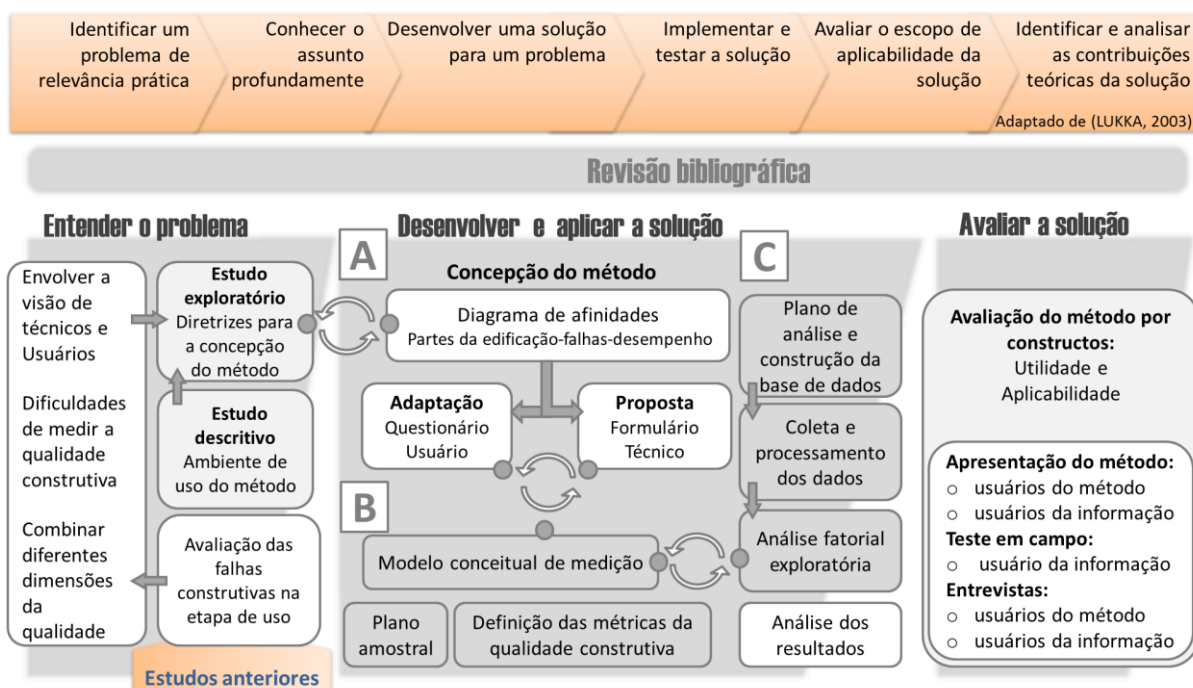 Identificar um
problema de
relevância prática
Conhecer o
assunto
profundamente
Desenvolver uma solução
para um problema
Implementar e
testar a solução
Avaliar o escopo de
aplicabilidade da
solução
Identificar e analisar
as contribuições
teóricas da solução
Adaptado de (LUKKA, 2003)
Revisão bibliográfica
Entender o problema
Envolver a
visão de
técnicos e
Usuários
Dificuldades
de medir a
qualidade
construtiva
Combinar
diferentes
dimensões
da
qualidade
Estudo
exploratório
Diretrizes para
a concepção
do método
Estudo
descritivo
Ambiente de
uso do método
Avaliação das
falhas
construtivas na
etapa de uso
Estudos anteriores
Desenvolver e aplicar a solução
A
Concepção do método
Diagrama de afinidades
Partes da edificação-falhas-desempenho
Adaptação
Questionário
Usuário
Proposta
Formulário
Técnico
B
Modelo conceitual de medição
Plano
amostral
Definição das métricas da
qualidade construtiva
C
Plano de
análise e
construção da
base de dados
Coleta e
processamento
dos dados
Análise fatorial
exploratória
Análise dos
resultados
Avaliar a solução
Avaliação do método por
constructos:
Utilidade e
Aplicabilidade
Apresentação do método:
○ usuários do método
○ usuários da informação
Teste em campo:
○ usuário da informação
Entrevistas:
○ usuários do método
○ usuários da informação